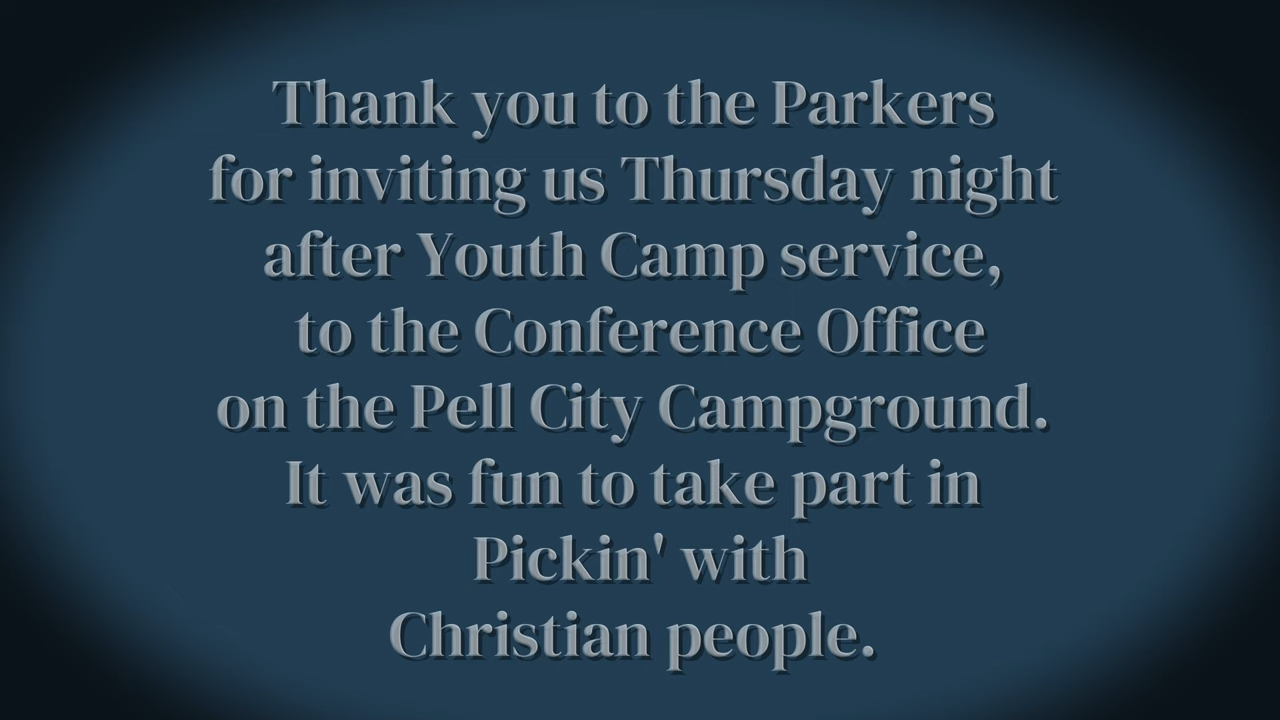 Thank you to the Parkers
for inviting us Thursday night
after Youth Camp service,
to the Conference Office
on the Pell City Campground.
It was fun to take part in
Pickin' with
Christian people.